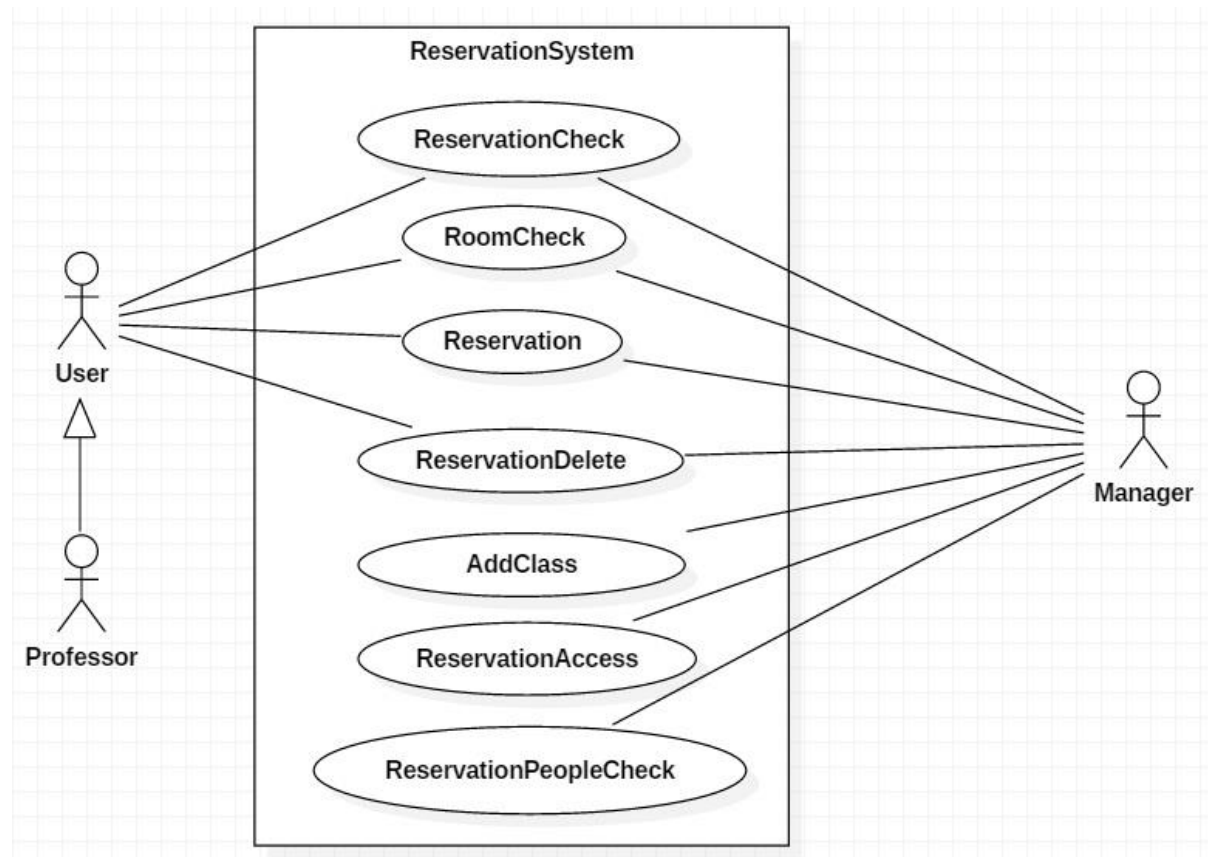 ReservationSystem
ReservationCheck
RoomCheck
Reservation
User
ReservationDelete
Manager
AddClass
Professor
ReservationAccess
ReservationPeopleCheck